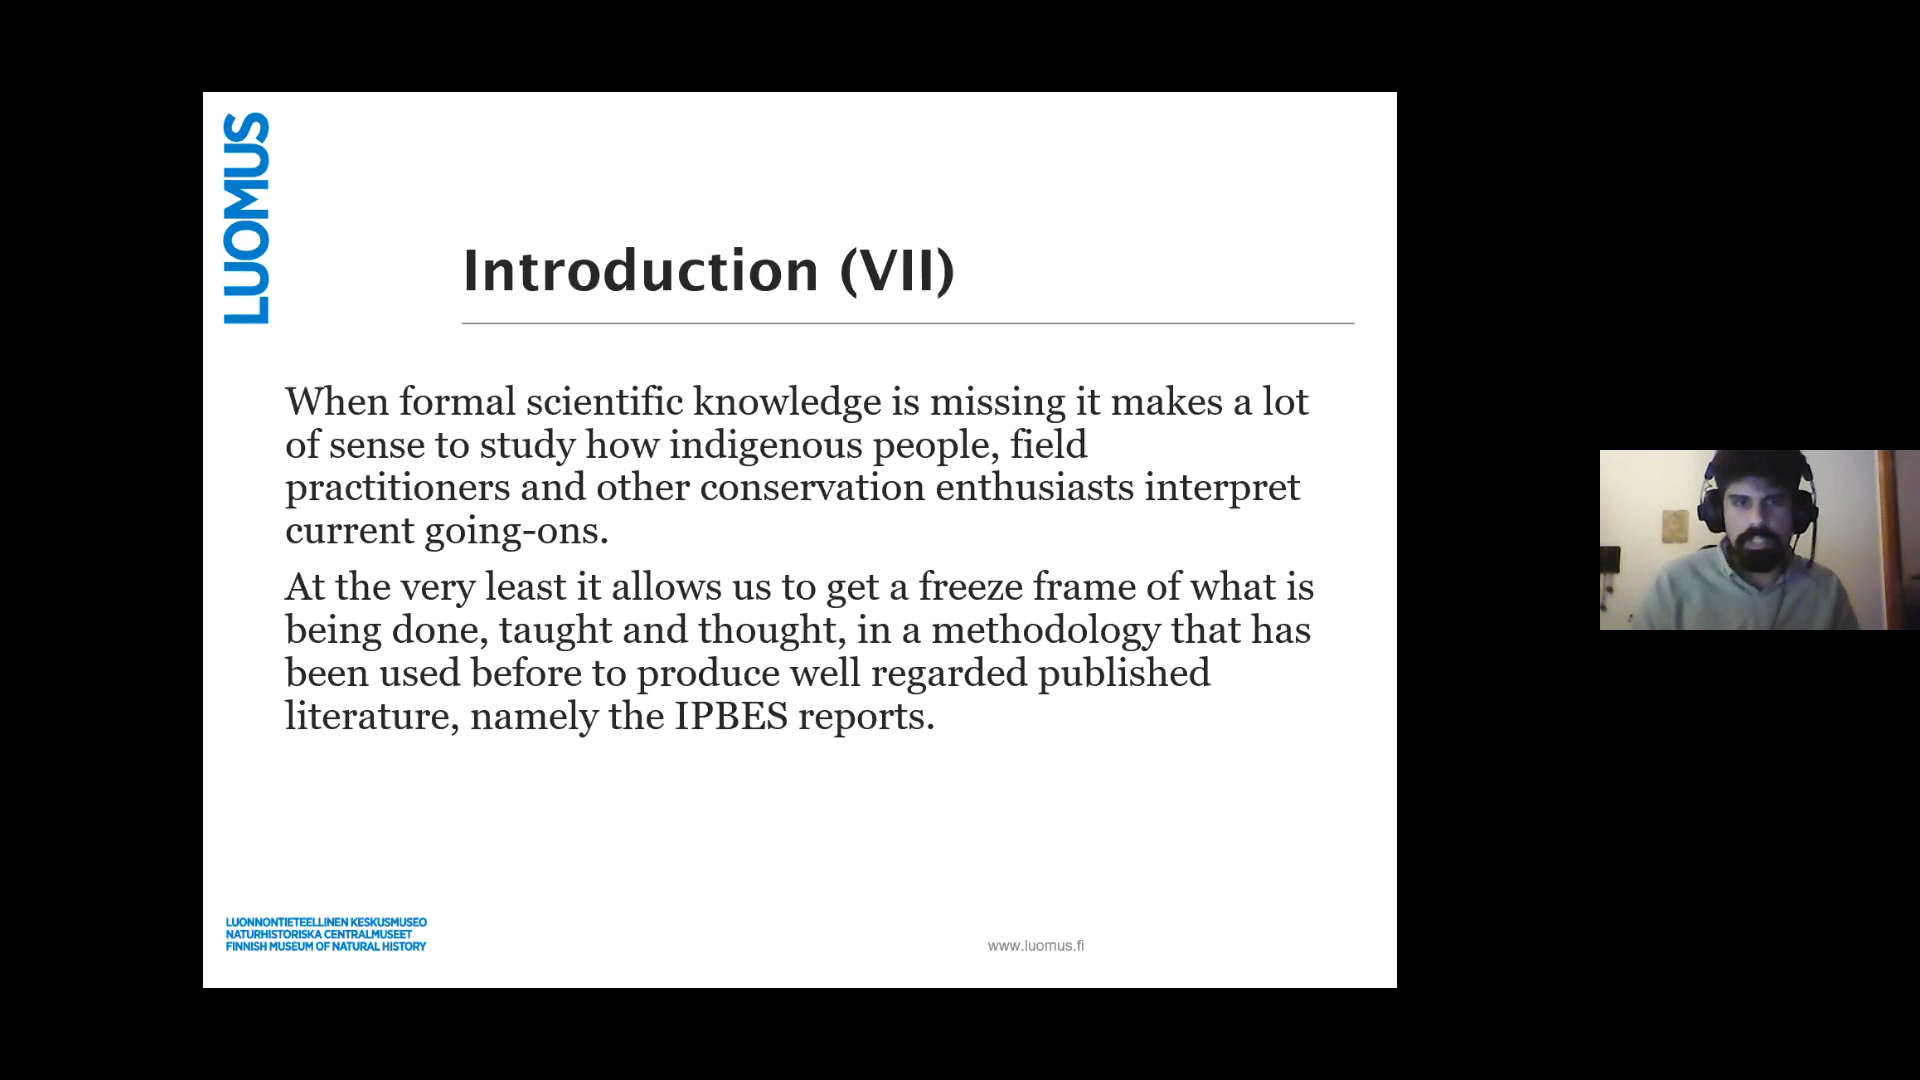 LUOMUS
Introduction (VII)
When formal scientific knowledge is missing it makes a lot
of sense to study how indigenous people, field
practitioners and other conservation enthusiasts interpret
current going-ons.
At the very least it allows us to get a freeze frame of what is
being done, taught and thought, in a methodology that has
been used before to produce well regarded published
literature, namely the IPBES reports.
LUONNONTIETEELLINEN KESKUSMUSEO
NATURHISTORISKA CENTRALMUSEET
FINNISH MUSEUM OF NATURAL HISTORY
www.luomus.fi